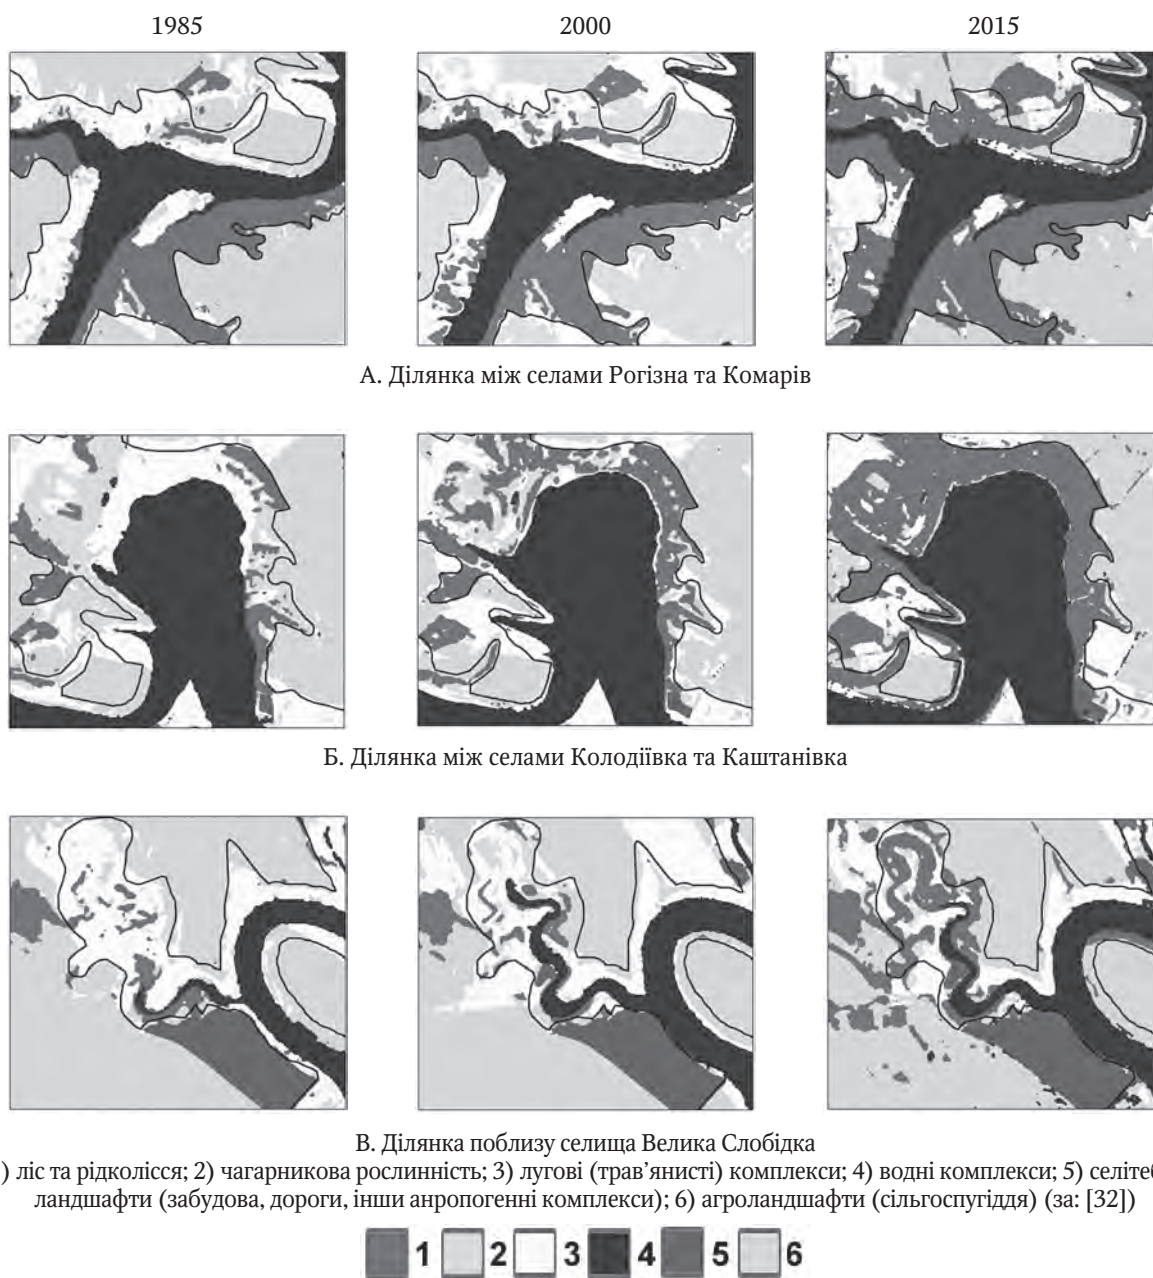 1985 2000 2015
А. Ділянка між селами Рогізна та Комарів
Б. Ділянка між селами Колодіївка та Каштанівка
В. Ділянка поблизу селища Велика Слобідка
) ліс та рідколісся; 2) чагарникова рослинність; 3) лугові (трав’янисті) комплекси; 4) водні комплекси; 5) селітеб
ландшафти (забудова, дороги, інши анропогенні комплекси); 6) агроландшафти (сільгоспугіддя) (за: [32])
1 2 3 4 5 6